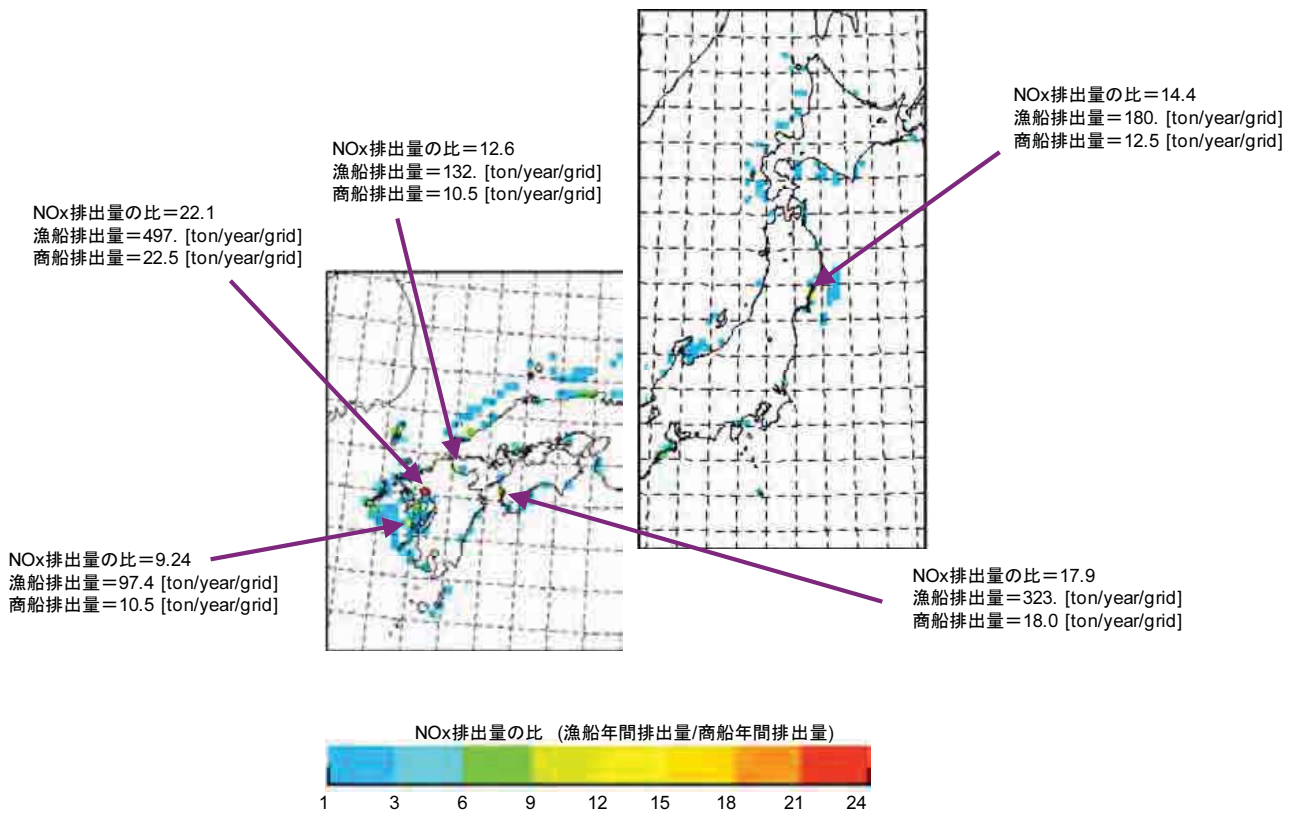 NOx排出量の比＝14.4
漁船排出量＝180. [ton/year/grid]
商船排出量＝12.5 [ton/year/grid]
NOx排出量の比＝12.6
漁船排出量＝132. [ton/year/grid]
商船排出量＝10.5 [ton/year/grid]
NOx排出量の比＝22.1
漁船排出量＝497. [ton/year/grid]
商船排出量＝22.5 [ton/year/grid]
NOx排出量の比＝9.24
漁船排出量＝97.4 [ton/year/grid]
商船排出量＝10.5 [ton/year/grid]
NOx排出量の比＝17.9
漁船排出量＝323. [ton/year/grid]
商船排出量＝18.0 [ton/year/grid]
NOx排出量の比 (漁船年間排出量/商船年間排出量)
1 3 6 9 12 15 18 21 24